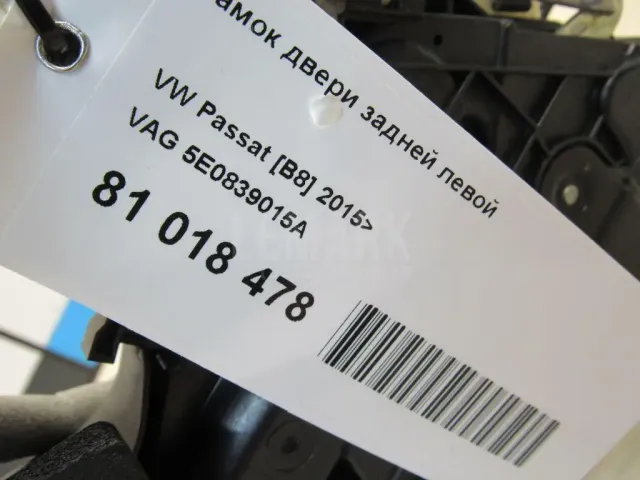 амок двери задней левой
VW Passat [B8] 2015>
VAG 5E0839015A
81 018 478